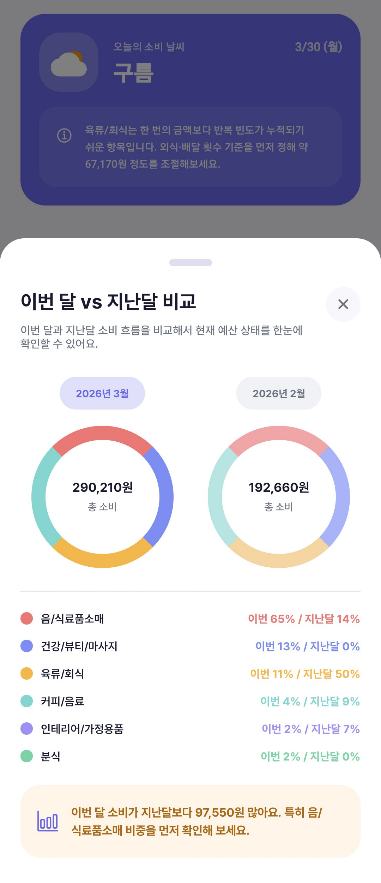 오늘의 소비 날씨
3/30 (월)
구름
육류/회식는 한 번의 금액보다 반복 빈도가 누적되기
쉬운 항목입니다. 외식·배달 횟수 기준을 먼저 정해 약
67,170원 정도를 조절해보세요.
이번 달 vs 지난달 비교
이번 달과 지난달 소비 흐름을 비교해서 현재 예산 상태를 한눈에
확인할 수 있어요.
2026년 3월
2026년 2월
290,210원
총 소비
192,660원
총 소비
음/식료품소매 이번 65% / 지난달 14%
건강/뷰티/마사지 이번 13% / 지난달 0%
육류/회식 이번 11% / 지난달 50%
커피/음료 이번 4% / 지난달 9%
인테리어/가정용품 이번 2% / 지난달 7%
분식 이번 2% / 지난달 0%
이번 달 소비가 지난달보다 97,550원 많아요. 특히 음/
식료품소매 비중을 먼저 확인해 보세요.